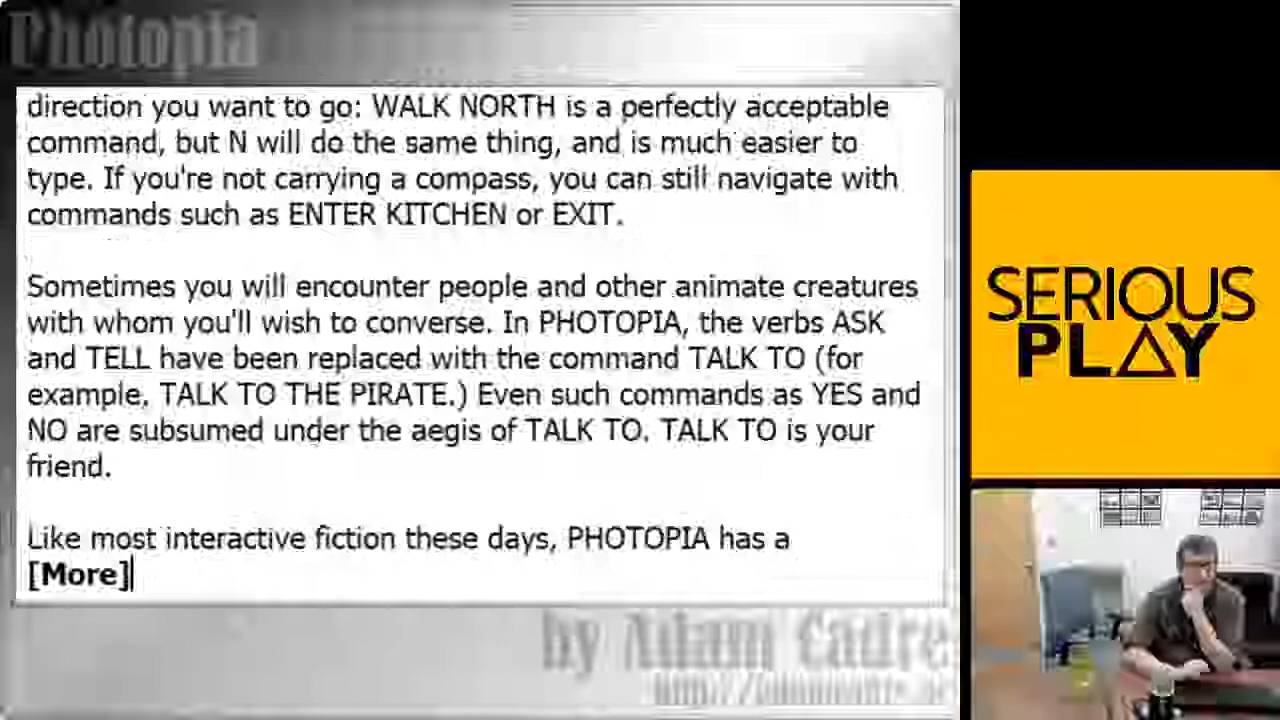 Photopia
direction you want to go: WALK NORTH is a perfectly acceptable
command, but N will do the same thing, and is much easier to
type. If you're not carrying a compass, you can still navigate with
commands such as ENTER KITCHEN or EXIT.
Sometimes you will encounter people and other animate creatures
with whom you'll wish to converse. In PHOTOPIA, the verbs ASK
and TELL have been replaced with the command TALK TO (for
example, TALK TO THE PIRATE.) Even such commands as YES and
NO are subsumed under the aegis of TALK TO. TALK TO is your
friend.
Like most interactive fiction these days, PHOTOPIA has a
[More]
by Adam Cadre
SERIOUS
PLAY